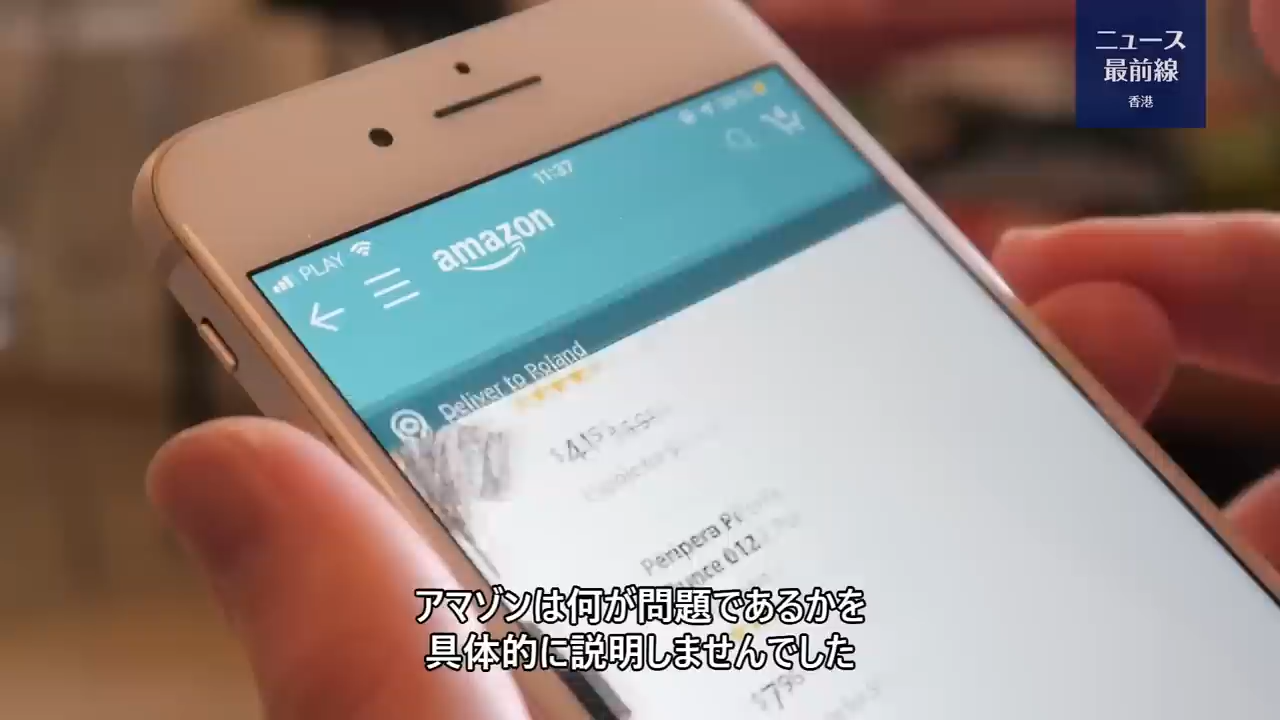 ニュース
最前線
香港
11:37
PLAY
amazon
Deliver to Poland
Peripera
012
アマゾンは何が問題であるかを
具体的に説明しませんでした